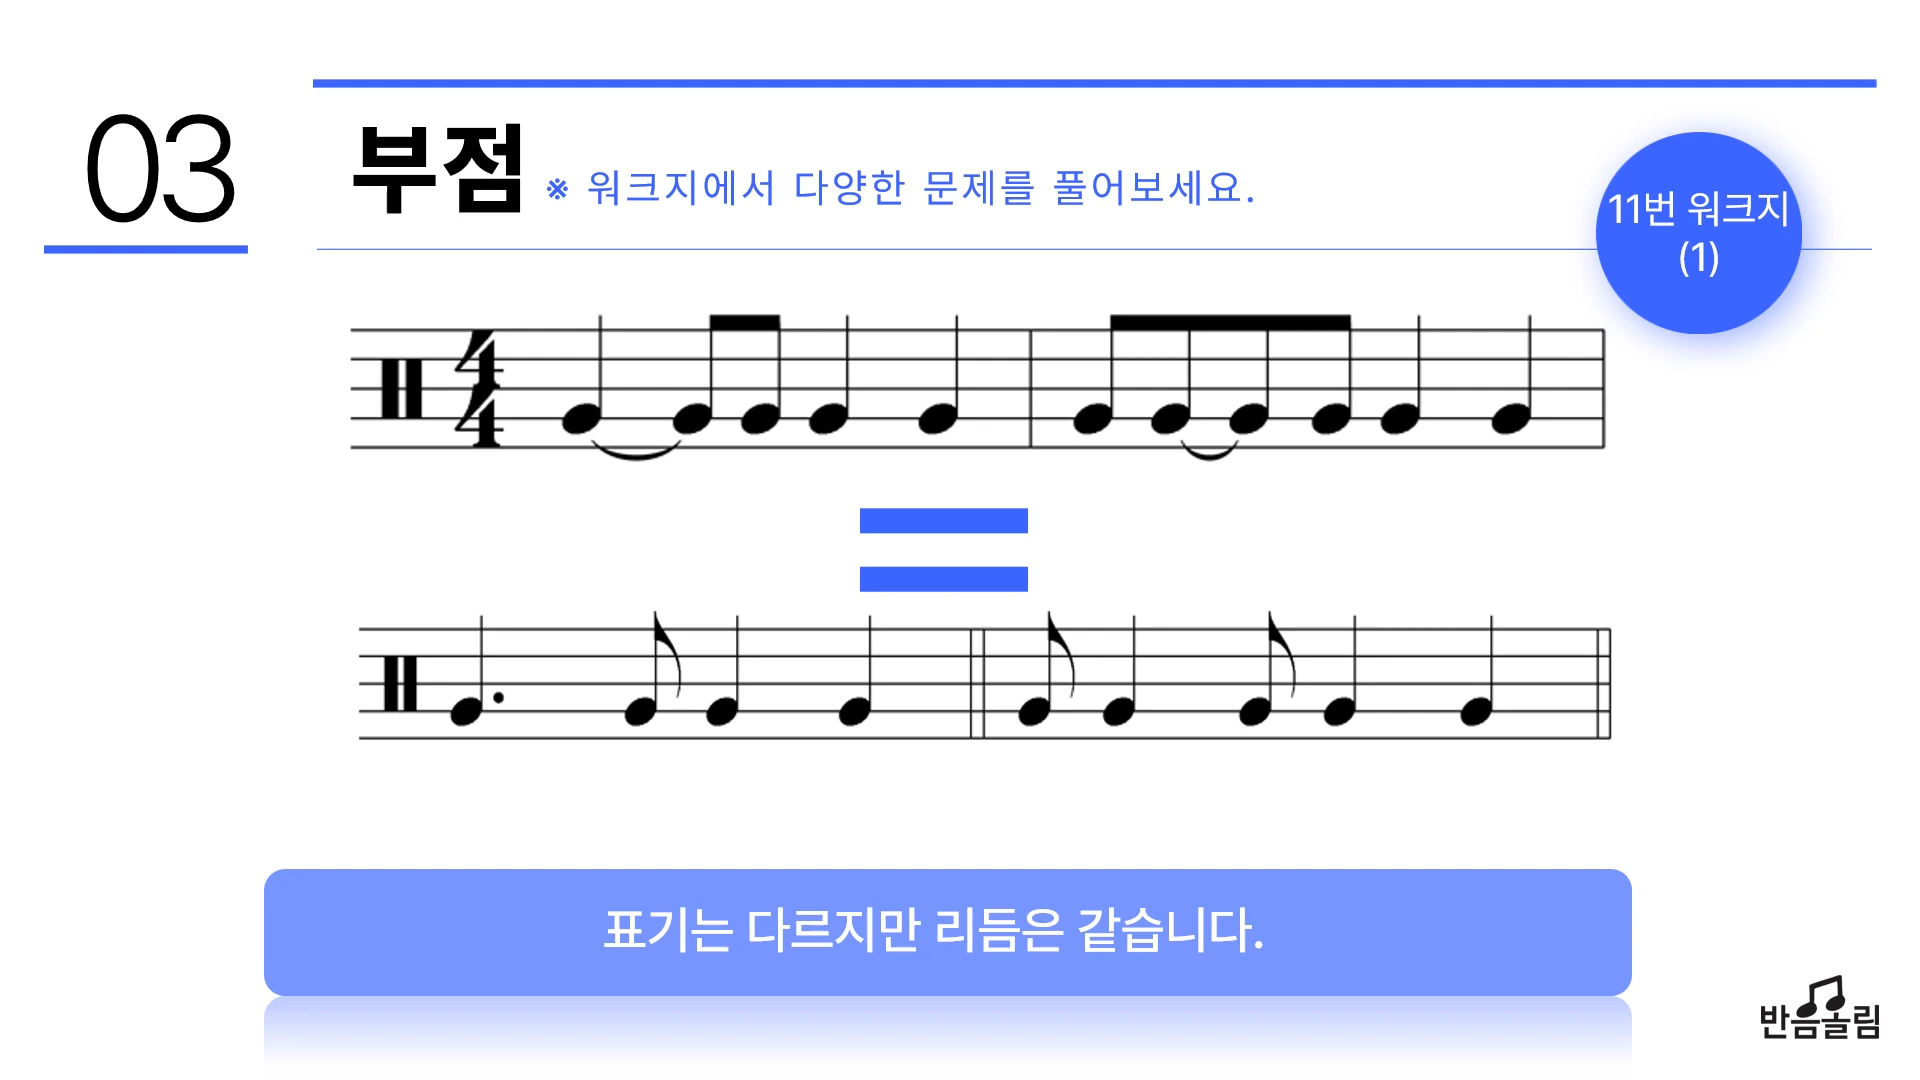 03
부점 ※ 워크지에서 다양한 문제를 풀어보세요.
11번 워크지
(1)
4
4
표기는 다르지만 리듬은 같습니다.
반음올림